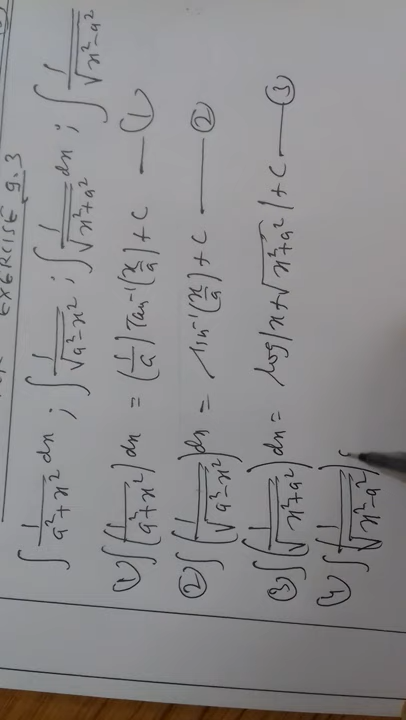 EXERCISE 9.3
∫ 1/(a²+x²) dx ; ∫ 1/√(a²-x²) ; ∫ 1/√(x²+a²) dx ; ∫ 1/√(x²-a²)
① ∫(1/(a²+x²)) dx = (1/a) Tan⁻¹(x/a) + C —— ①
② ∫(1/√(a²-x²)) dx = sin⁻¹(x/a) + C —— ②
③ ∫(1/√(x²+a²)) dx = log|x+√(x²+a²)| + C —— ③
④ ∫(1/√(x²-a²))